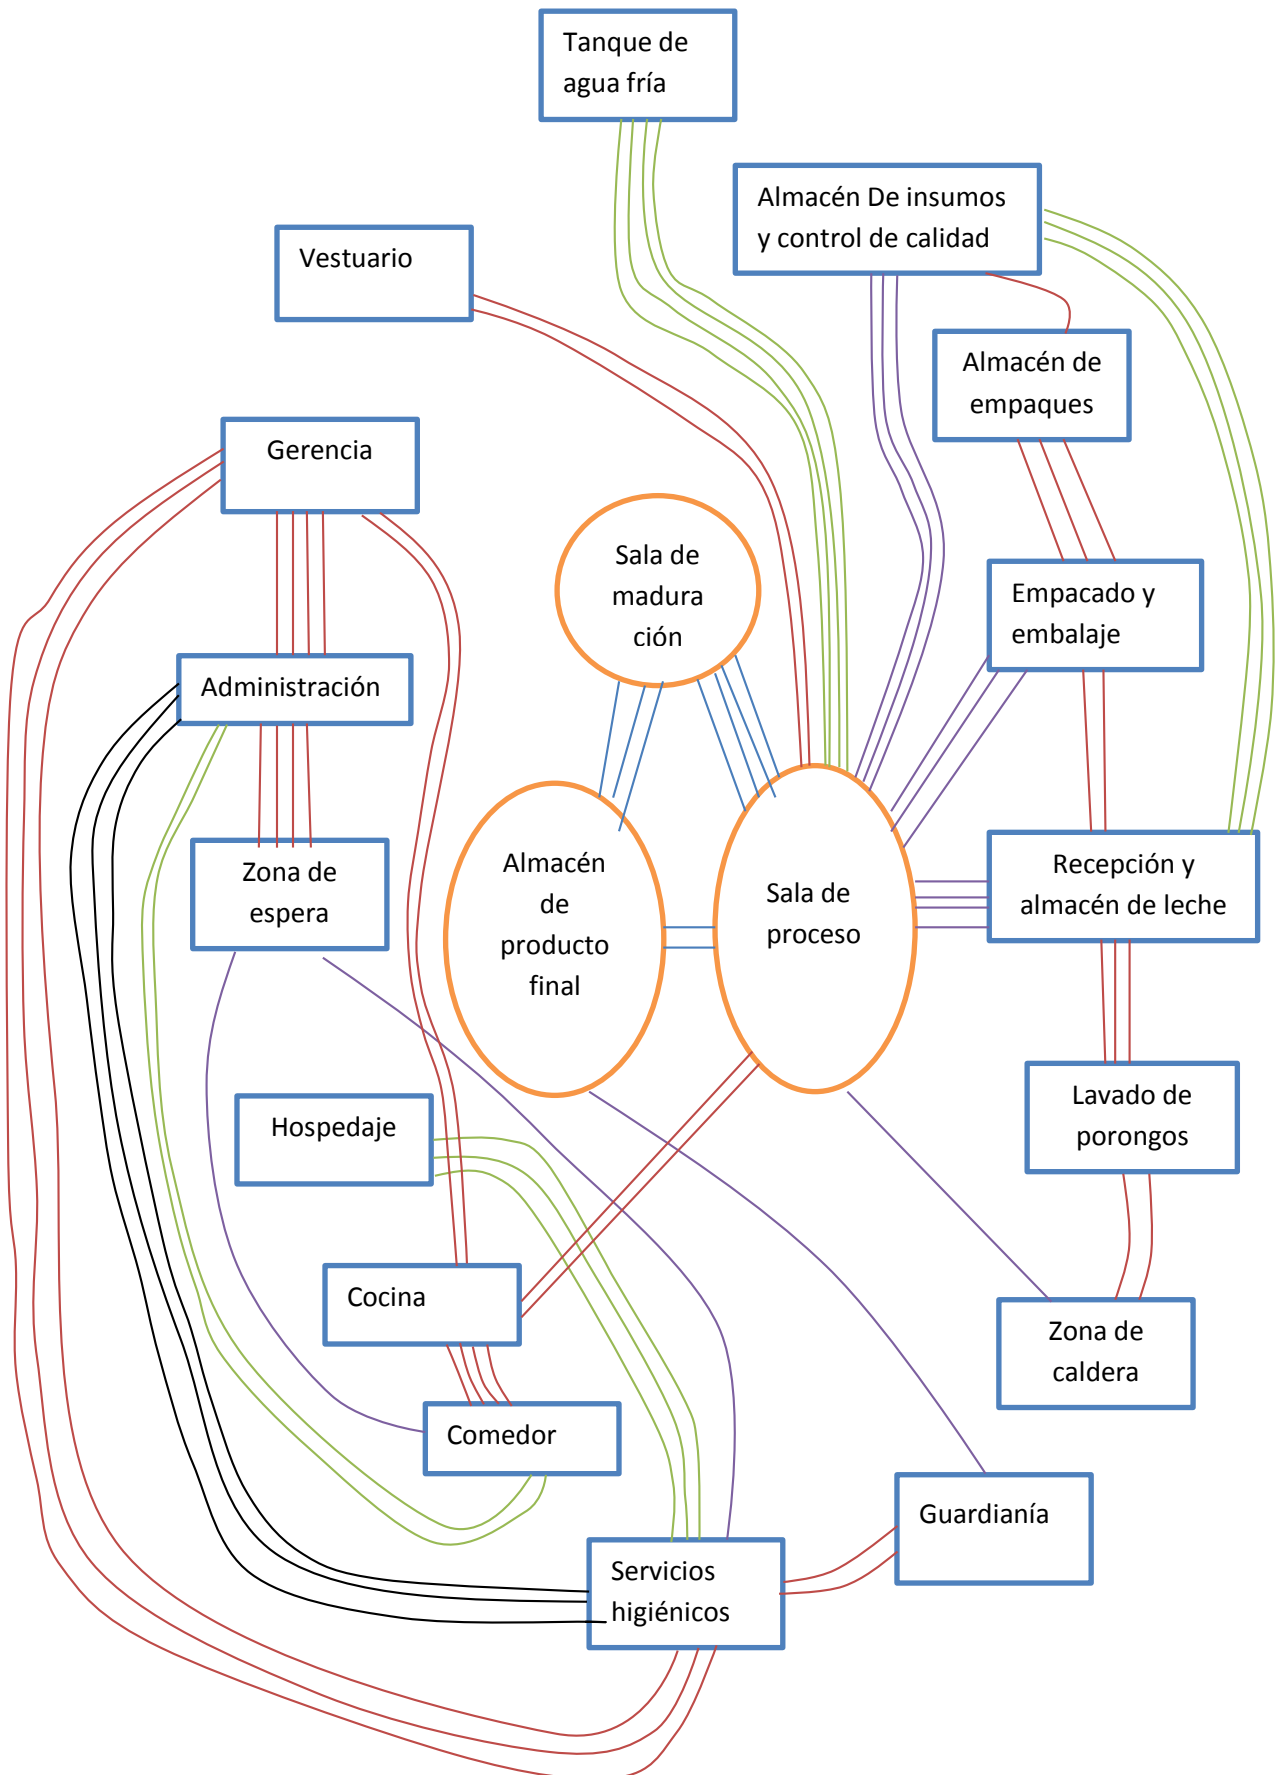 Tanque de
agua fría
Almacén De insumos
y control de calidad
Vestuario
Almacén de
empaques
Gerencia
Sala de
madura
ción
Empacado y
embalaje
Administración
Zona de
espera
Almacén
de
producto
final
Sala de
proceso
Recepción y
almacén de leche
Hospedaje
Lavado de
porongos
Cocina
Zona de
caldera
Comedor
Guardianía
Servicios
higiénicos